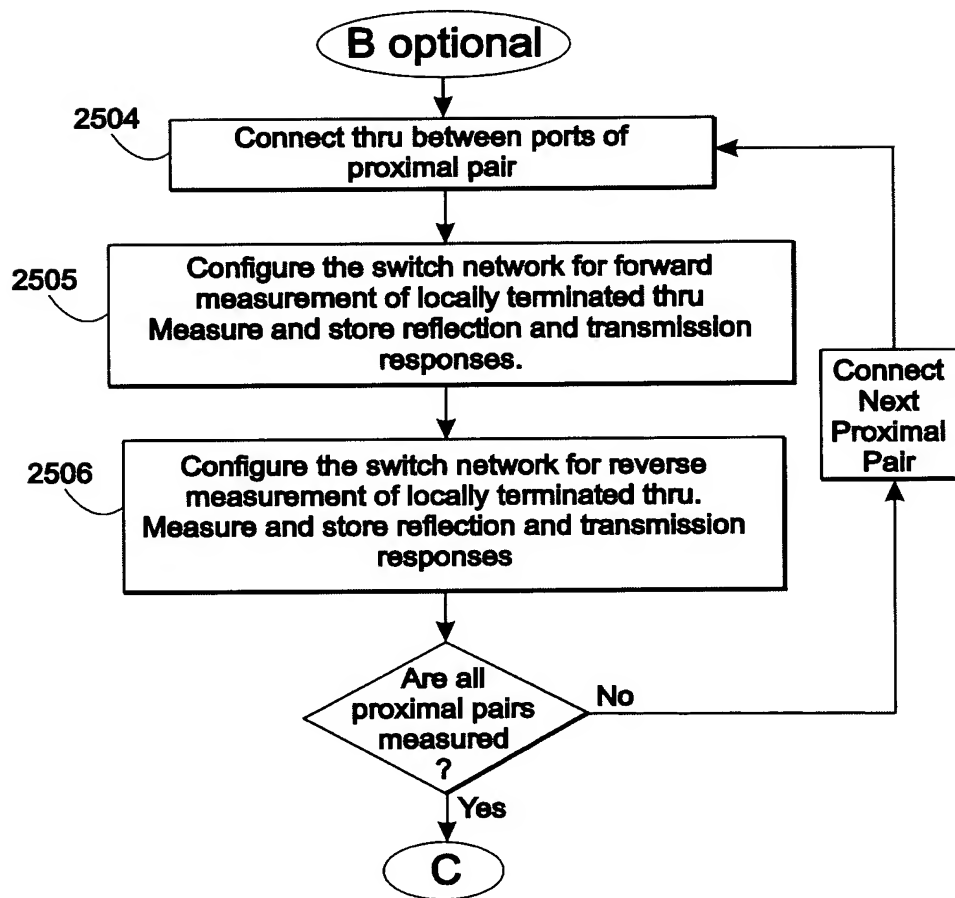 B optional
2504
Connect thru between ports of
proximal pair
2505
Configure the switch network for forward
measurement of locally terminated thru
Measure and store reflection and transmission
responses.
Connect
Next
Proximal
Pair
2506
Configure the switch network for reverse
measurement of locally terminated thru.
Measure and store reflection and transmission
responses
Are all
proximal pairs
measured
?
No
Yes
C